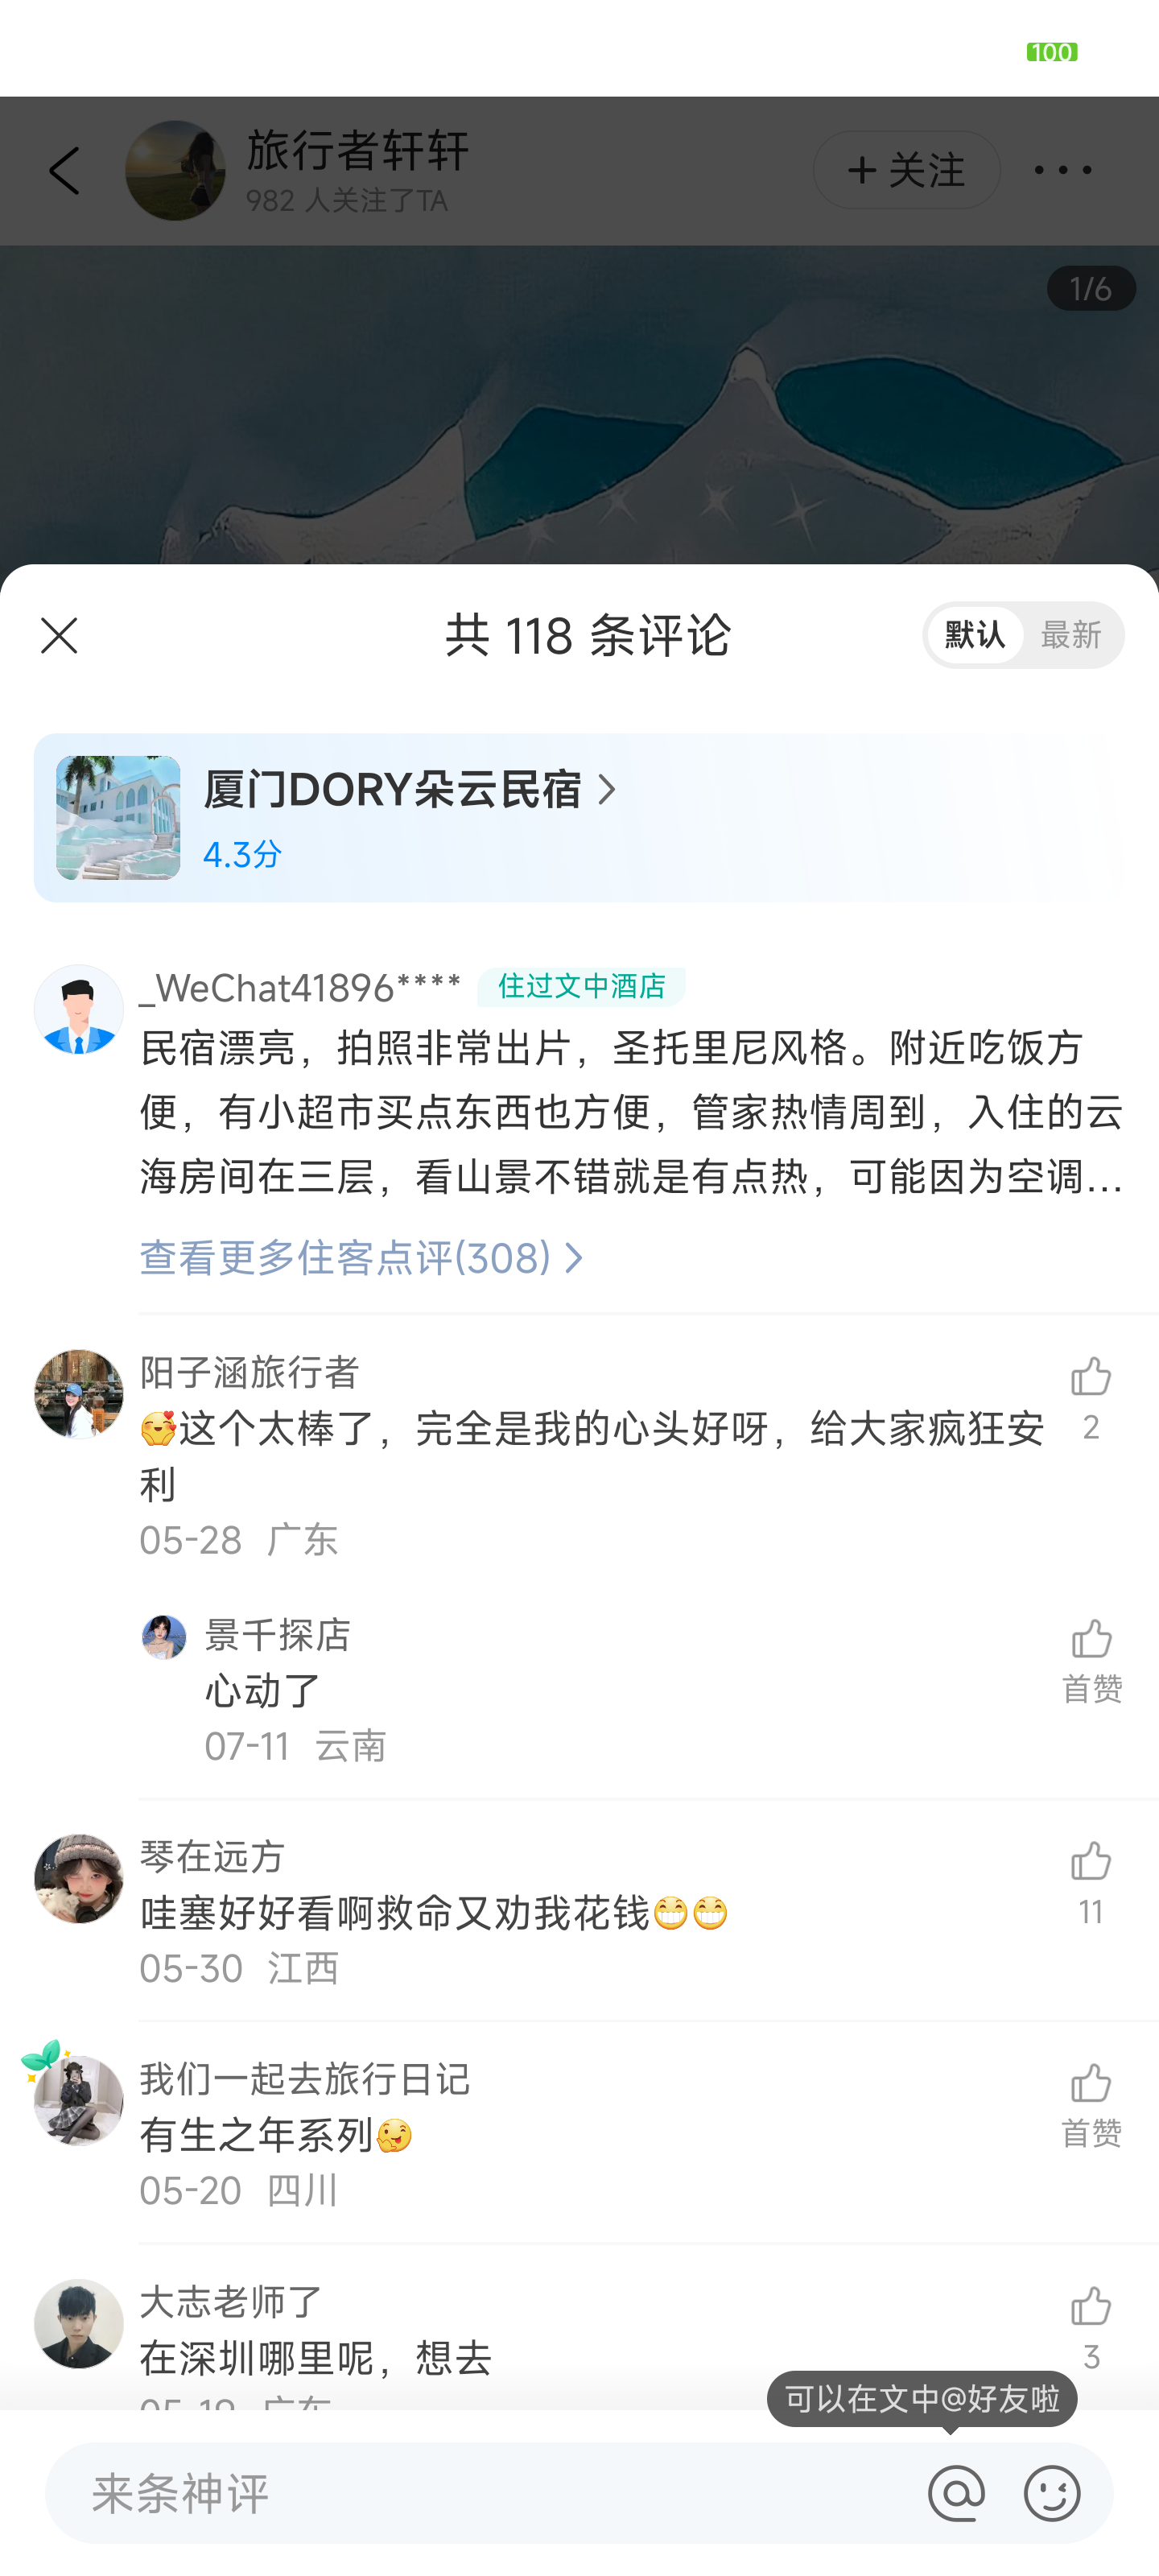 100
旅行者轩轩
982 人关注了TA
+ 关注
1/6
共 118 条评论
默认
最新
厦门DORY朵云民宿
4.3分
_WeChat41896****
住过文中酒店
民宿漂亮，拍照非常出片，圣托里尼风格。附近吃饭方
便，有小超市买点东西也方便，管家热情周到，入住的云
海房间在三层，看山景不错就是有点热，可能因为空调...
查看更多住客点评(308)
阳子涵旅行者
🥰这个太棒了，完全是我的心头好呀，给大家疯狂安
利
2
05-28 广东
景千探店
心动了
首赞
07-11 云南
琴在远方
哇塞好好看啊救命又劝我花钱😁😁
11
05-30 江西
我们一起去旅行日记
有生之年系列
首赞
05-20 四川
大志老师了
在深圳哪里呢，想去
3
可以在文中@好友啦
来条神评